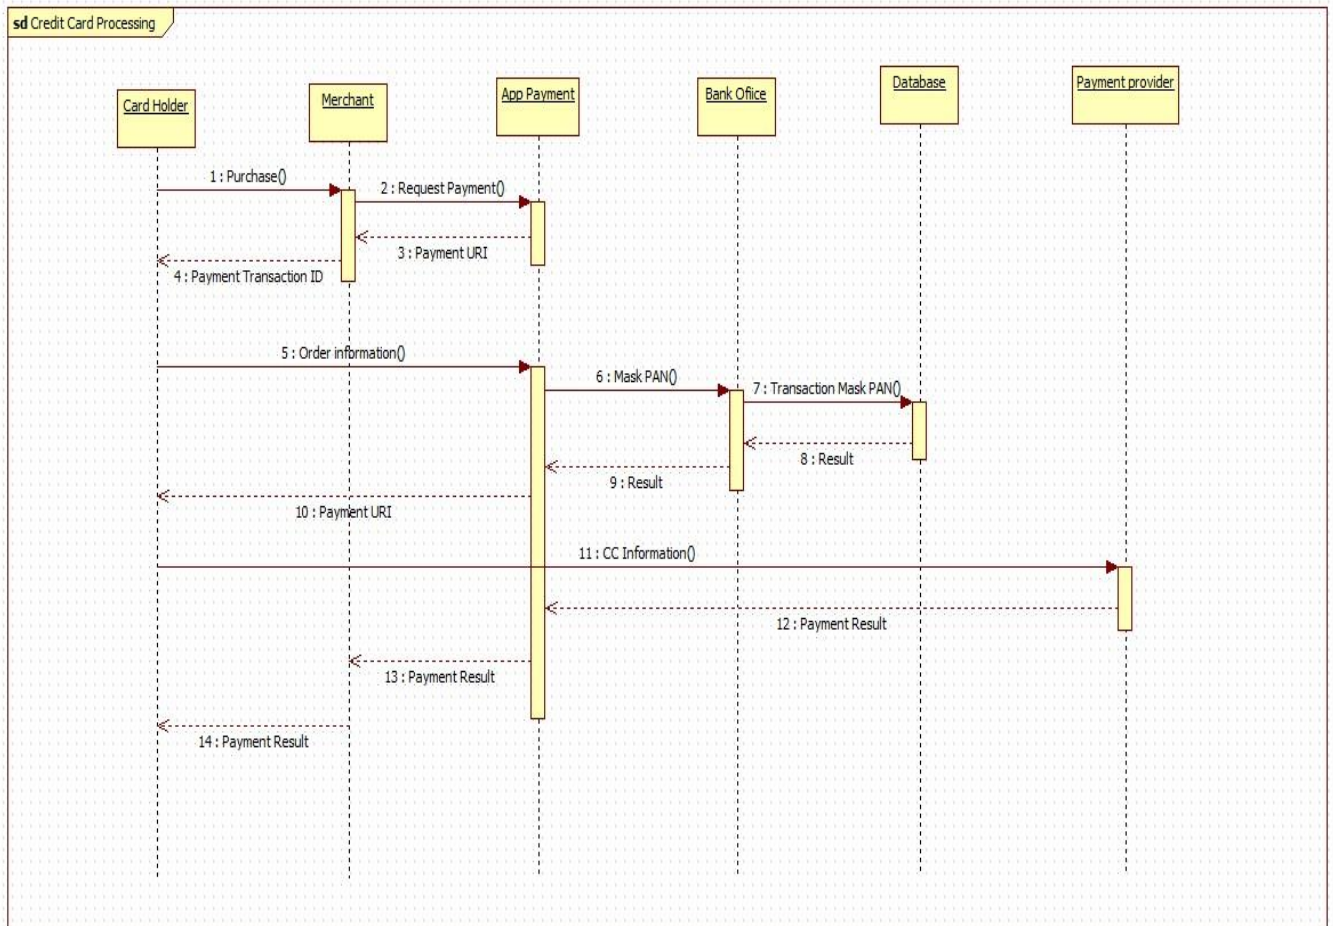 sd Credit Card Processing
Card Holder
Merchant
App Payment
Bank Ofiice
Database
Payment provider
1 : Purchase()
2 : Request Payment()
3 : Payment URI
4 : Payment Transaction ID
5 : Order information()
6 : Mask PAN()
7 : Transaction Mask PAN()
8 : Result
9 : Result
10 : Payment URI
11 : CC Information()
12 : Payment Result
13 : Payment Result
14 : Payment Result